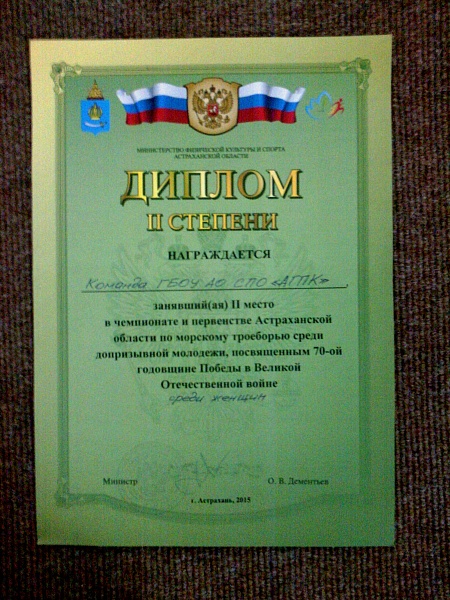 МИНИСТЕРСТВО ФИЗИЧЕСКОЙ КУЛЬТУРЫ И СПОРТА
АСТРАХАНСКОЙ ОБЛАСТИ
ДИПЛОМ
II СТЕПЕНИ
НАГРАЖДАЕТСЯ
Команда ГБОУ АО СПО «АГПК»,
занявший(ая) II место
в чемпионате и первенстве Астраханской
области по морскому троеборью среди
допризывной молодежи, посвященным 70-ой
годовщине Победы в Великой
Отечественной войне
среди женщин
Министр О. В. Дементьев
г. Астрахань, 2015